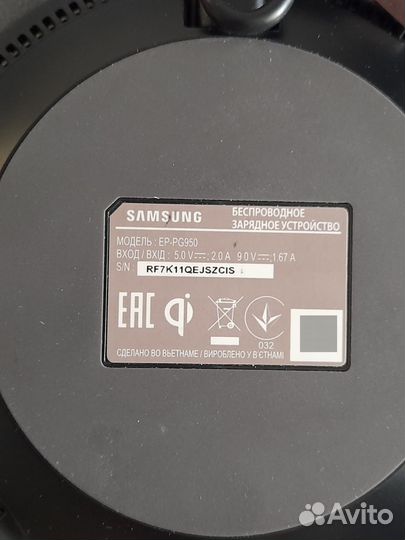 SAMSUNG
БЕСПРОВОДНОЕ
ЗАРЯДНОЕ УСТРОЙСТВО
МОДЕЛЬ : EP-PG950
ВХОД / ВХІД : 5.0 V⎓, 2.0 A 9.0 V⎓, 1.67 A
S/N : RF7K11QEJSZCIS
EAC qi
032
СДЕЛАНО ВО ВЬЕТНАМЕ / ВИРОБЛЕНО У В'ЄТНАМІ
Avito